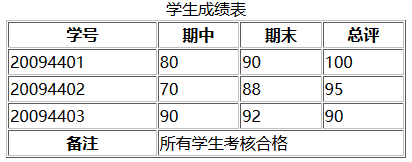 学生成绩表
学号 期中 期末 总评
20094401 80 90 100
20094402 70 88 95
20094403 90 92 90
备注 所有学生考核合格